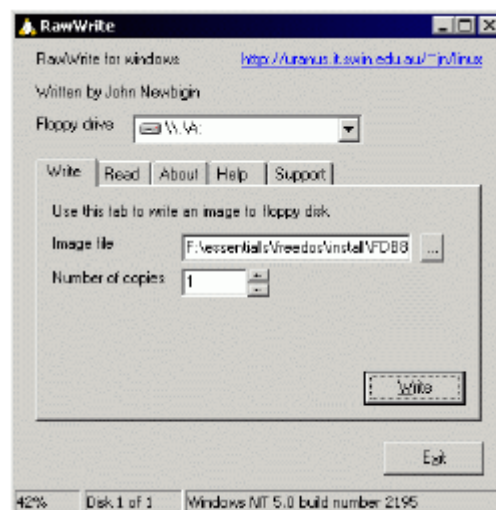 RawWrite
RawWrite for windows http://uranus.it.swin.edu.au/~jn/linux
Written by John Newbigin
Floppy drive \\.\A:
Write Read About Help Support
Use this tab to write an image to floppy disk
Image file F:\essentials\freedos\install\FDB8 ...
Number of copies 1
Write
Exit
42% Disk 1 of 1 Windows NT 5.0 build number 2195